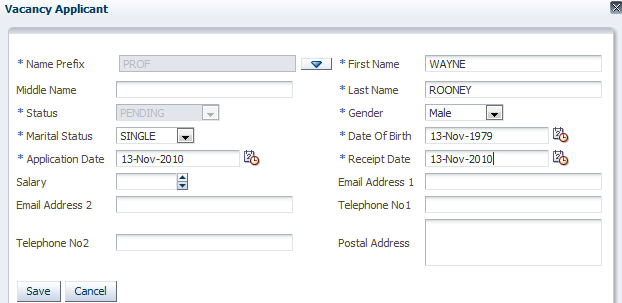 Vacancy Applicant
* Name Prefix PROF * First Name WAYNE
Middle Name * Last Name ROONEY
* Status PENDING * Gender Male
* Marital Status SINGLE * Date Of Birth 13-Nov-1979
* Application Date 13-Nov-2010 * Receipt Date 13-Nov-2010
Salary Email Address 1
Email Address 2 Telephone No1
Telephone No2 Postal Address
Save Cancel